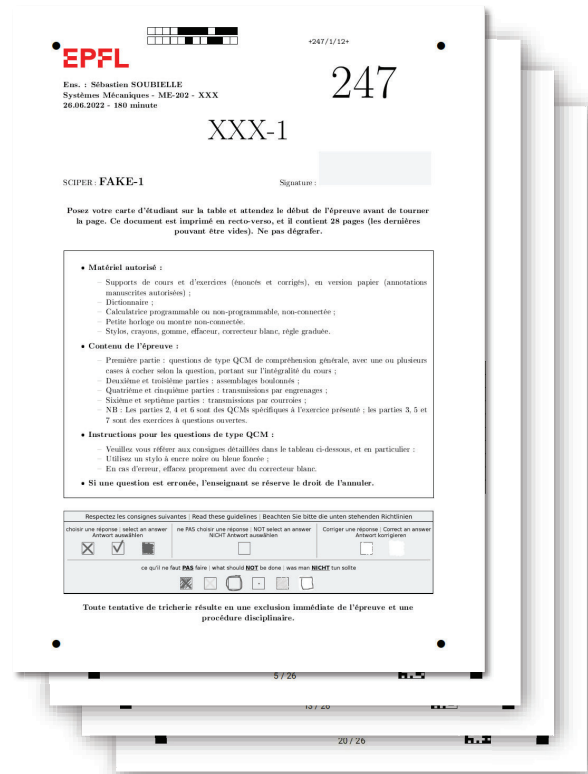 +247/1/12+
EPFL
Ens. : Sébastien SOUBIELLE
Systèmes Mécaniques - ME-202 - XXX
26.06.2022 - 180 minute
247
XXX-1
SCIPER : FAKE-1
Signature :
Posez votre carte d'étudiant sur la table et attendez le début de l'épreuve avant de tourner
la page. Ce document est imprimé en recto-verso, et il contient 28 pages (les dernières
pouvant être vides). Ne pas dégrafer.
• Matériel autorisé :
– Supports de cours et d'exercices (énoncés et corrigés), en version papier (annotations
manuscrites autorisées) ;
– Dictionnaire ;
– Calculatrice programmable ou non-programmable, non-connectée ;
– Petite horloge ou montre non-connectée.
– Stylos, crayons, gomme, effaceur, correcteur blanc, règle graduée.
• Contenu de l'épreuve :
– Première partie : questions de type QCM de compréhension générale, avec une ou plusieurs
cases à cocher selon la question, portant sur l'intégralité du cours ;
– Deuxième et troisième parties : assemblages boulonnés ;
– Quatrième et cinquième parties : transmissions par engrenages ;
– Sixième et septième parties : transmissions par courroies ;
– NB : Les parties 2, 4 et 6 sont des QCMs spécifiques à l'exercice présenté ; les parties 3, 5 et
7 sont des exercices à questions ouvertes.
• Instructions pour les questions de type QCM :
– Veuillez vous référer aux consignes détaillées dans le tableau ci-dessous, et en particulier :
– Utilisez un stylo à encre noire ou bleue foncée ;
– En cas d'erreur, effacez proprement avec du correcteur blanc.
• Si une question est erronée, l'enseignant se réserve le droit de l'annuler.
Respectez les consignes suivantes | Read these guidelines | Beachten Sie bitte die unten stehenden Richtlinien
choisir une réponse | select an answer
Antwort auswählen
ne PAS choisir une réponse | NOT select an answer
NICHT Antwort auswählen
Corriger une réponse | Correct an answer
Antwort korrigieren
ce qu'il ne faut PAS faire | what should NOT be done | was man NICHT tun sollte
Toute tentative de tricherie résulte en une exclusion immédiate de l'épreuve et une
procédure disciplinaire.
5 / 26
20 / 26